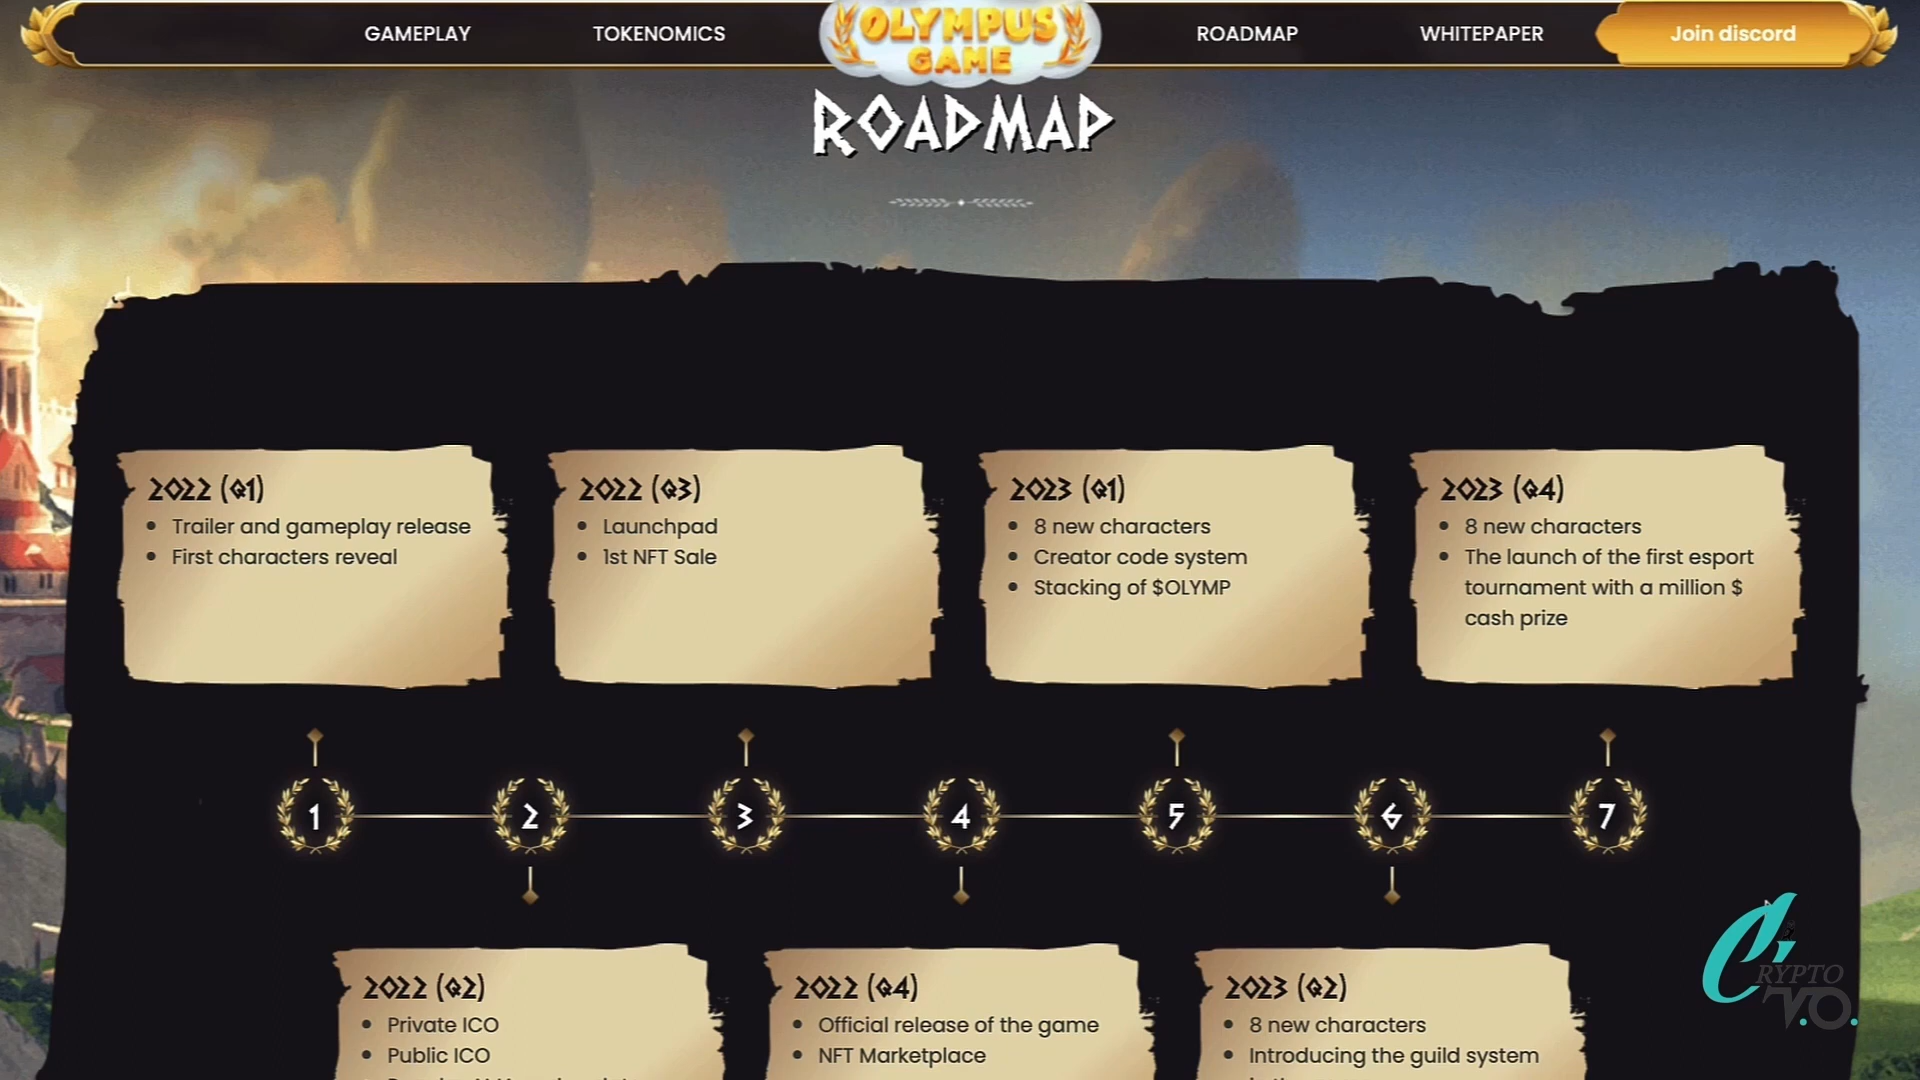 GAMEPLAY
TOKENOMICS
OLYMPUS
GAME
ROADMAP
WHITEPAPER
Join discord
ROADMAP
2022 (Q1)
Trailer and gameplay release
First characters reveal
2022 (Q3)
Launchpad
1st NFT Sale
2023 (Q1)
8 new characters
Creator code system
Stacking of $OLYMP
2023 (Q4)
8 new characters
The launch of the first esport
tournament with a million $
cash prize
1
2
3
4
5
6
7
2022 (Q2)
Private ICO
Public ICO
2022 (Q4)
Official release of the game
NFT Marketplace
2023 (Q2)
8 new characters
Introducing the guild system
CRYPTO
V.O.